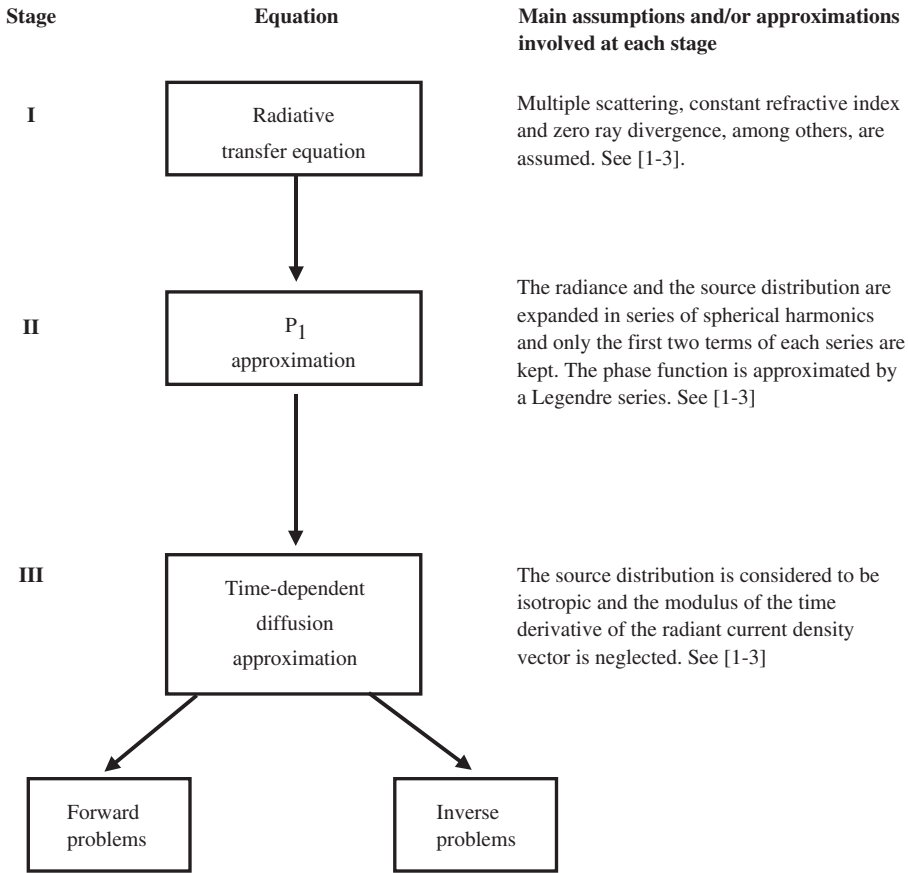 Stage
Equation
Main assumptions and/or approximations
involved at each stage
I
Radiative
transfer equation
Multiple scattering, constant refractive index
and zero ray divergence, among others, are
assumed. See [1-3].
II
P1
approximation
The radiance and the source distribution are
expanded in series of spherical harmonics
and only the first two terms of each series are
kept. The phase function is approximated by
a Legendre series. See [1-3]
III
Time-dependent
diffusion
approximation
The source distribution is considered to be
isotropic and the modulus of the time
derivative of the radiant current density
vector is neglected. See [1-3]
Forward
problems
Inverse
problems